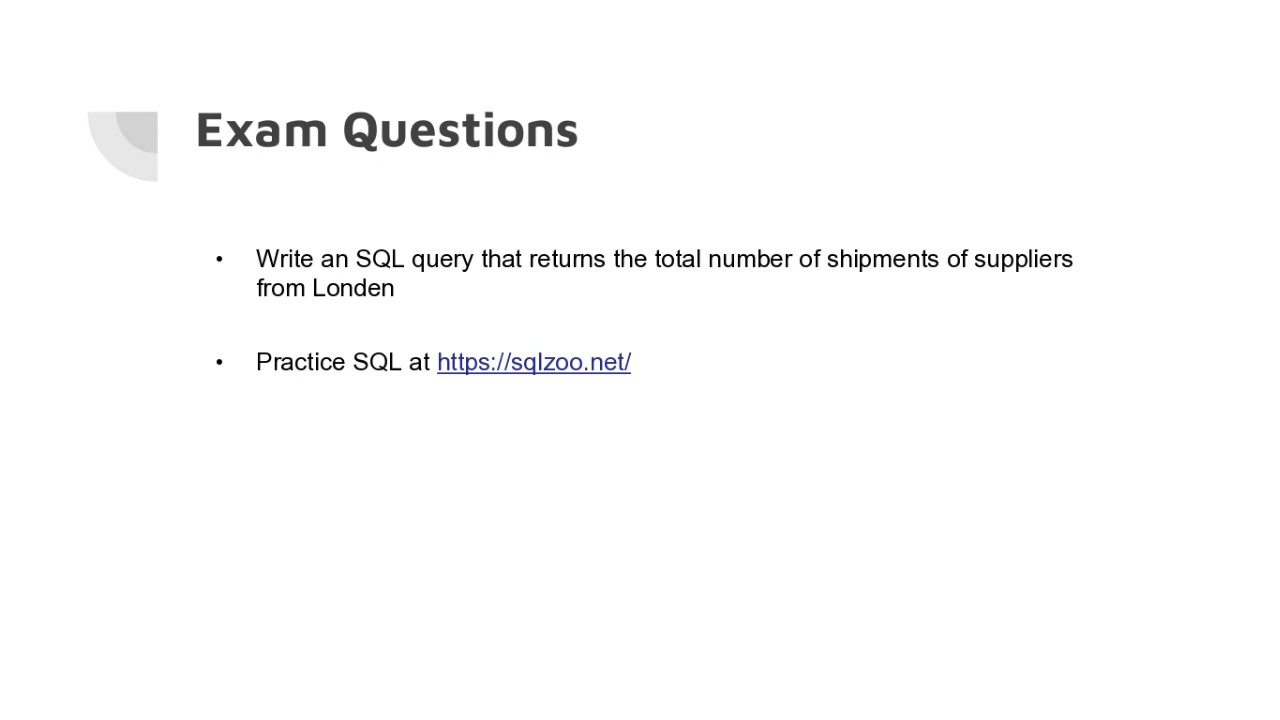 Exam Questions
• Write an SQL query that returns the total number of shipments of suppliers
from Londen
• Practice SQL at https://sqlzoo.net/